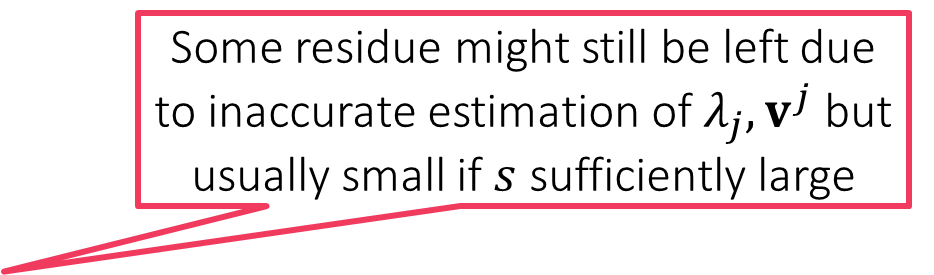 Some residue might still be left due
to inaccurate estimation of λⱼ, 𝐯ʲ but
usually small if 𝒔 sufficiently large